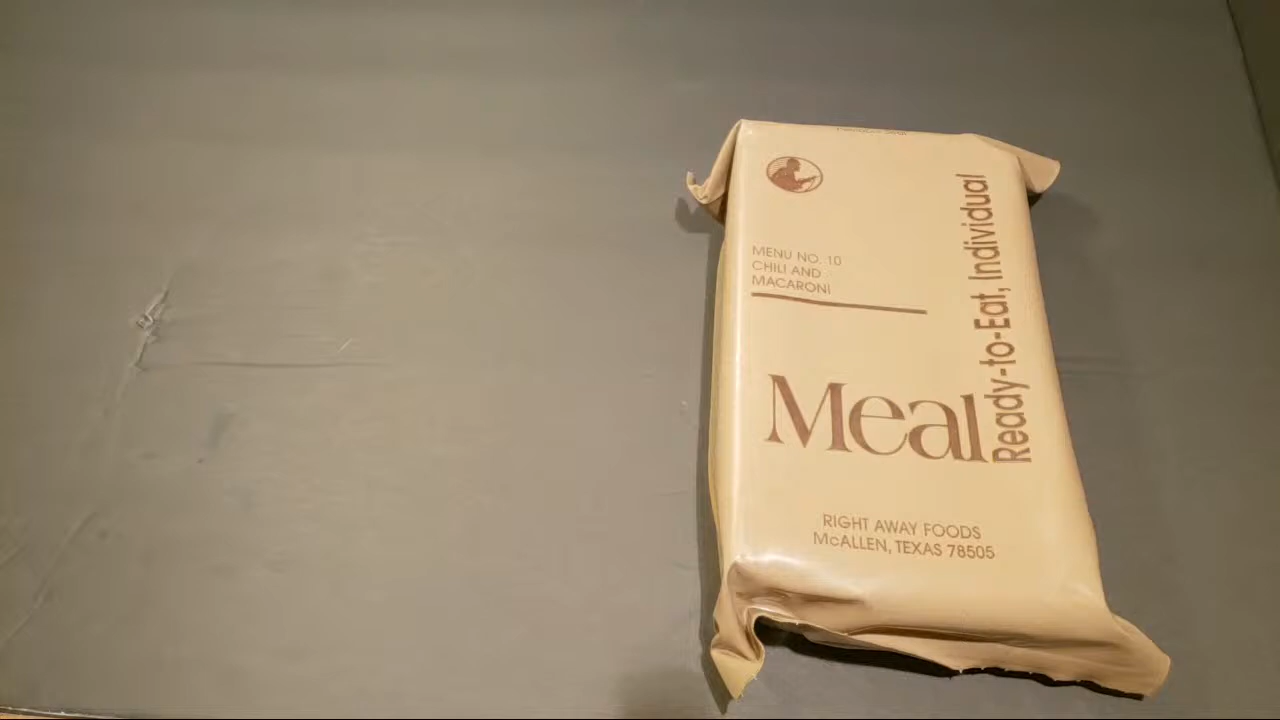 MENU NO. 10
CHILI AND
MACARONI
Meal
Ready-to-Eat, Individual
RIGHT AWAY FOODS
McALLEN, TEXAS 78505